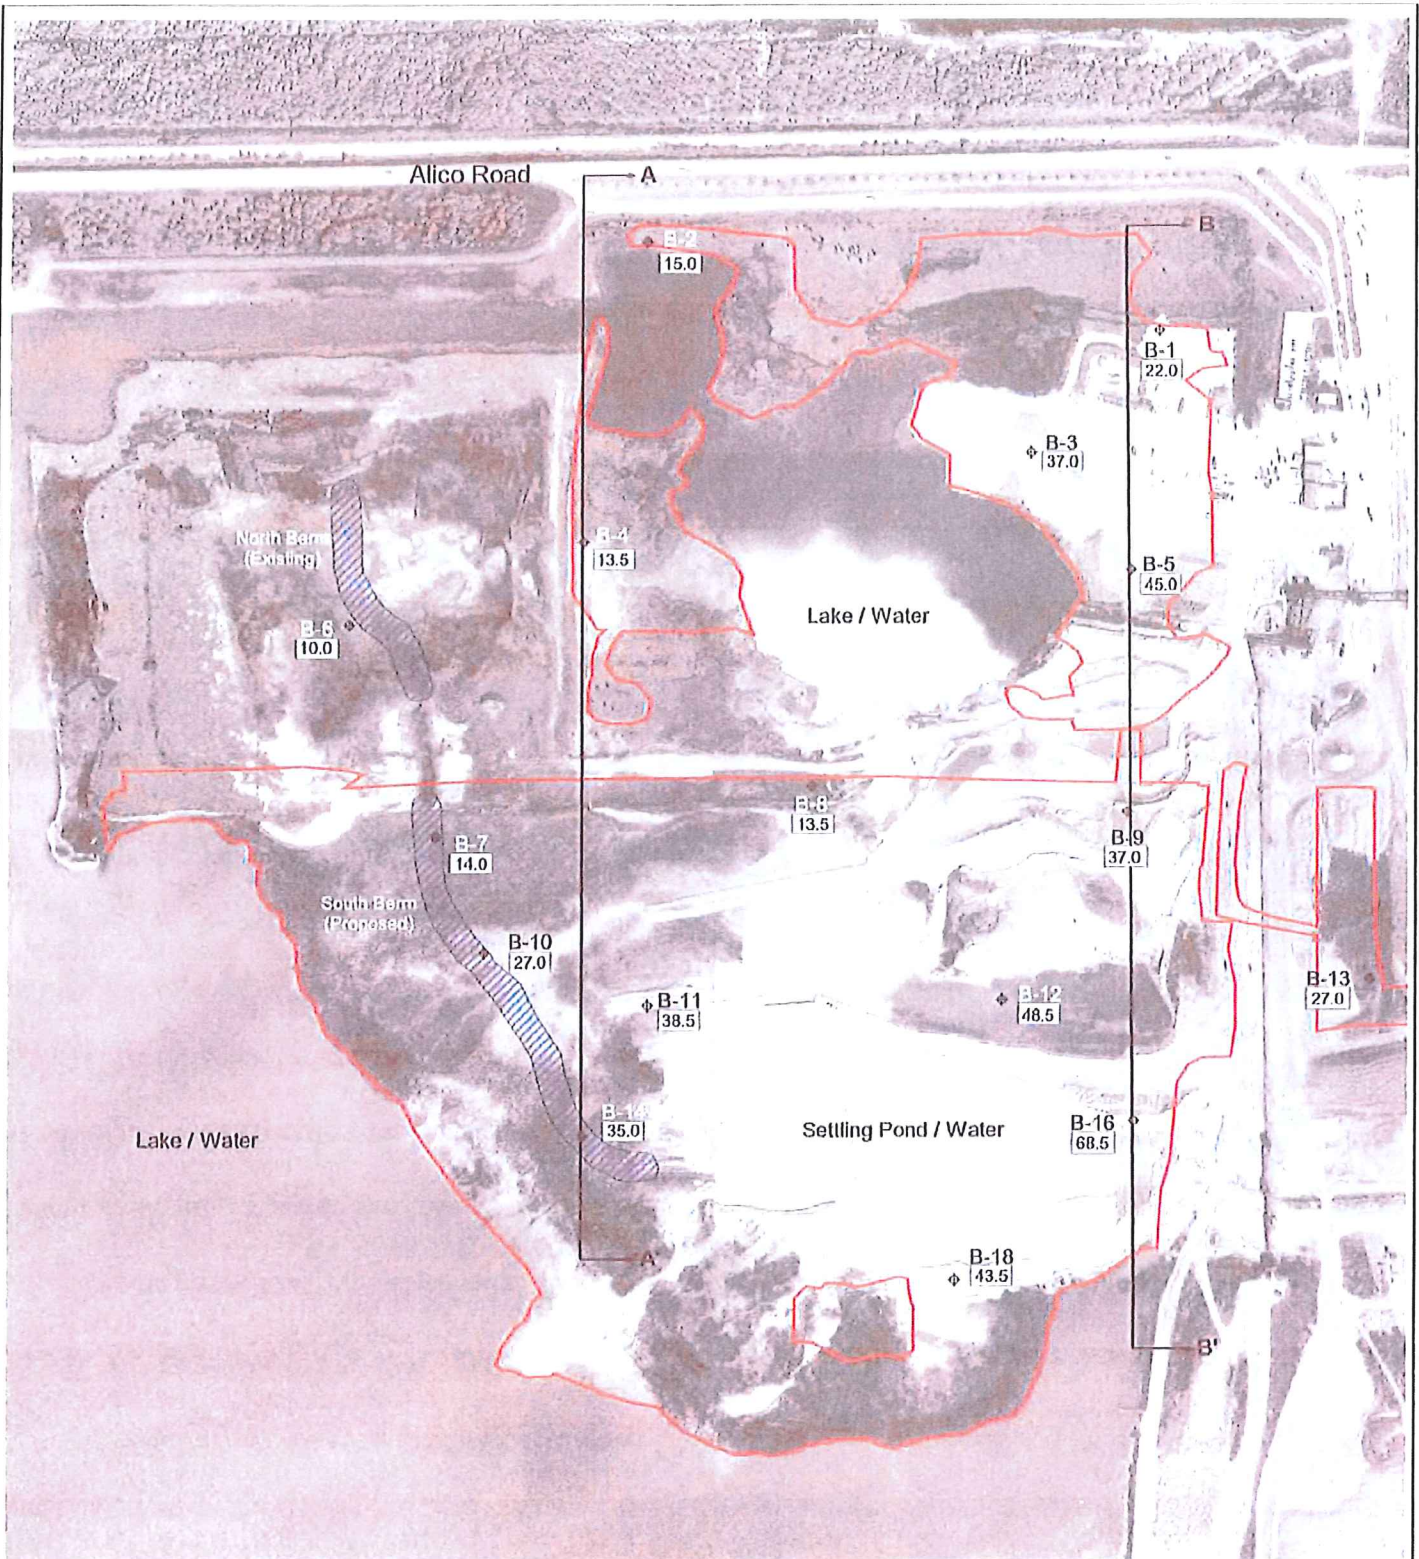 Alico Road
A
B
B-2
15.0
B-1
22.0
B-3
37.0
B-4
13.5
B-5
45.0
North Berm
(Existing)
B-6
10.0
Lake / Water
B-8
13.5
B-9
37.0
B-7
14.0
South Berm
(Proposed)
B-10
27.0
B-11
38.5
B-12
48.5
B-13
27.0
B-14
35.0
Lake / Water
Settling Pond / Water
B-16
68.5
A
B-18
43.5
B'